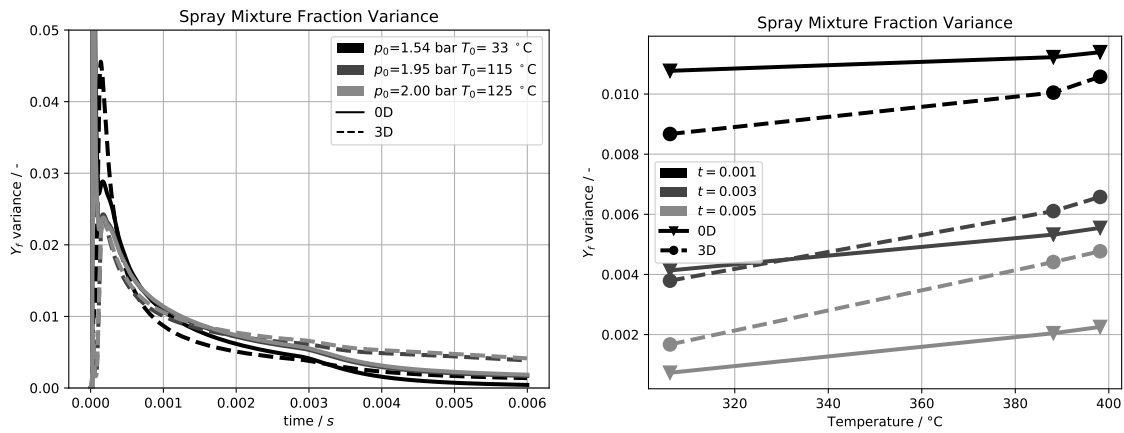 Spray Mixture Fraction Variance
0.05
0.04
0.03
0.02
0.01
0.00
Y_f variance / -
p_0=1.54 bar T_0= 33 °C
p_0=1.95 bar T_0=115 °C
p_0=2.00 bar T_0=125 °C
0D
3D
0.000 0.001 0.002 0.003 0.004 0.005 0.006
time / s
Spray Mixture Fraction Variance
0.010
0.008
0.006
0.004
0.002
Y_f variance / -
t = 0.001
t = 0.003
t = 0.005
0D
3D
320 340 360 380 400
Temperature / °C